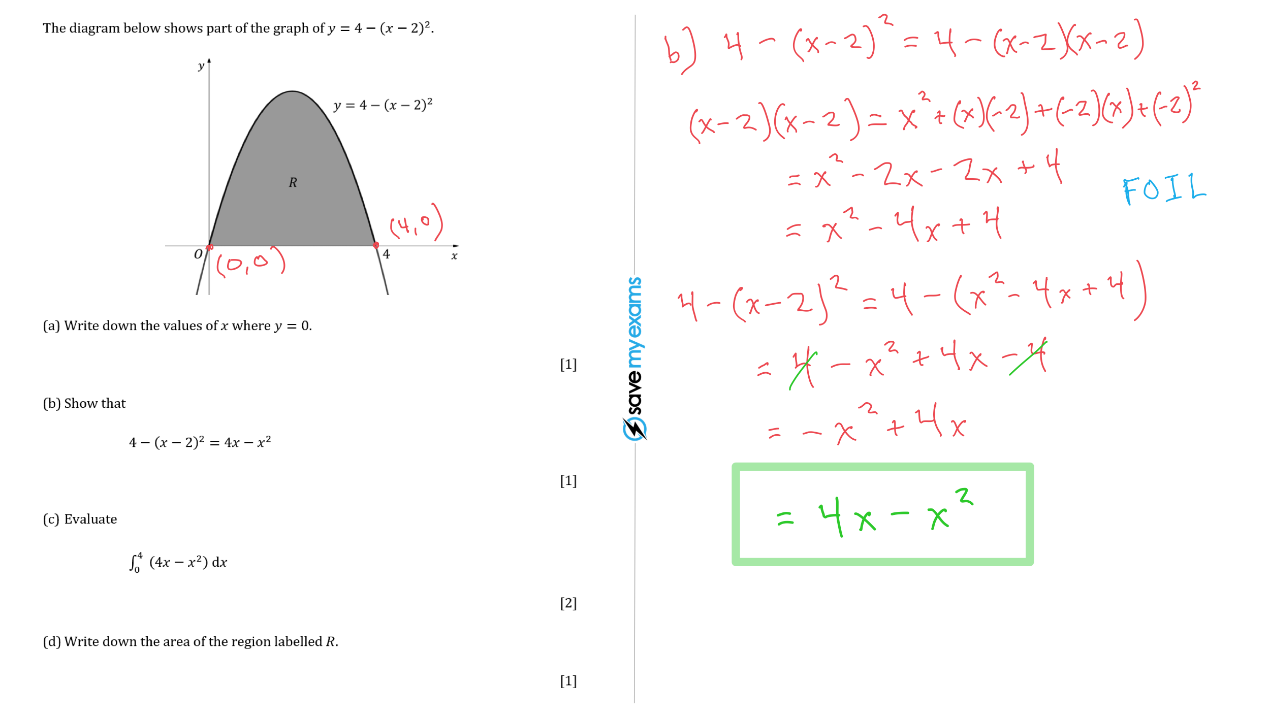 The diagram below shows part of the graph of y = 4 − (x − 2)².
y
y = 4 − (x − 2)²
R
(4,0)
O
(0,0)
4
x
(a) Write down the values of x where y = 0.
[1]
(b) Show that
4 − (x − 2)² = 4x − x²
[1]
(c) Evaluate
∫₀⁴ (4x − x²) dx
[2]
(d) Write down the area of the region labelled R.
[1]
savemyexams
b) 4 − (x−2)² = 4 − (x−2)(x−2)
(x−2)(x−2) = x² + (x)(−2) + (−2)(x) + (−2)²
= x² − 2x − 2x + 4
FOIL
= x² − 4x + 4
4 − (x−2)² = 4 − (x² − 4x + 4)
= 4 − x² + 4x − 4
= −x² + 4x
= 4x − x²